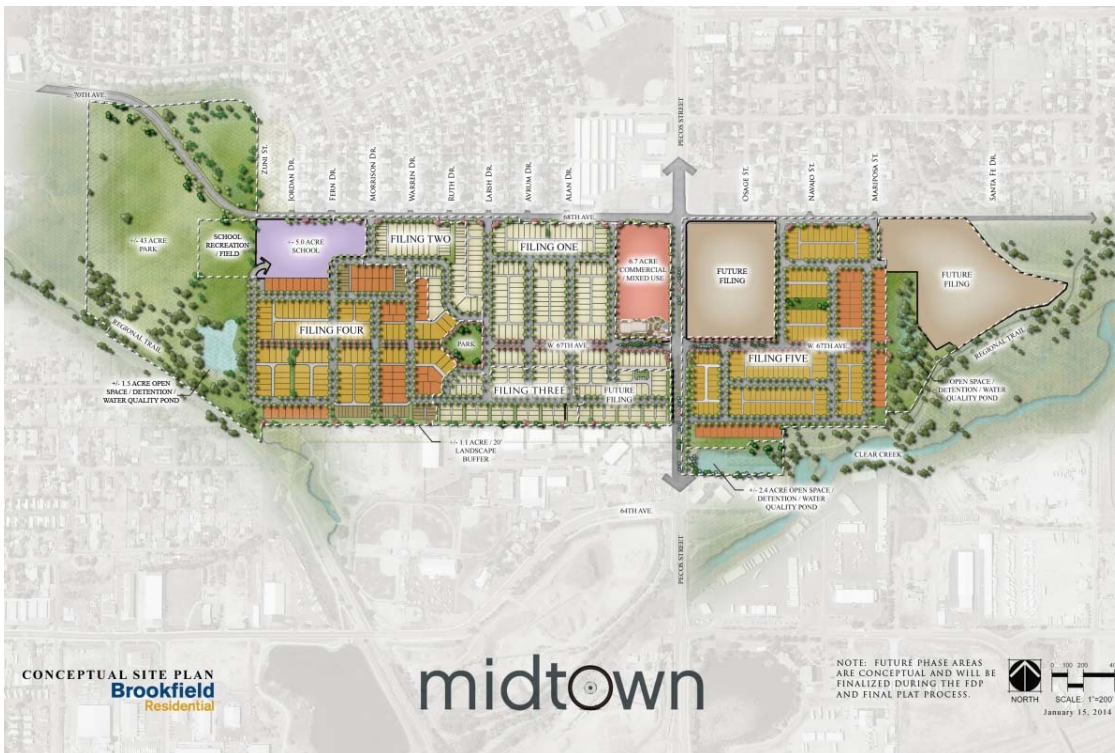 70TH AVE.
ZUNI ST.
JORDAN DR.
FERN DR.
MORRISON DR.
WARREN DR.
RUTH DR.
LARSH DR.
AVRUM DR.
ALAN DR.
PECOS STREET
OSAGE ST.
NAVAJO ST.
MARIPOSA ST.
SANTA FE DR.
68TH AVE.
+/- 43 ACRE
PARK
SCHOOL
RECREATION
/ FIELD
+/- 5.0 ACRE
SCHOOL
FILING TWO
FILING ONE
6.7 ACRE
COMMERCIAL
/ MIXED USE
FUTURE
FILING
FUTURE
FILING
FILING FOUR
PARK
W. 67TH AVE.
W. 67TH AVE.
FILING FIVE
REGIONAL TRAIL
REGIONAL TRAIL
FILING THREE
FUTURE
FILING
+/- 1.5 ACRE OPEN
SPACE / DETENTION /
WATER QUALITY POND
OPEN SPACE /
DETENTION / WATER
QUALITY POND
+/- 1.1 ACRE / 20'
LANDSCAPE
BUFFER
CLEAR CREEK
+/- 2.4 ACRE OPEN SPACE /
DETENTION / WATER
QUALITY POND
64TH AVE.
PECOS STREET
CONCEPTUAL SITE PLAN
Brookfield
Residential
midtown
NOTE: FUTURE PHASE AREAS
ARE CONCEPTUAL AND WILL BE
FINALIZED DURING THE FDP
AND FINAL PLAT PROCESS.
NORTH
0 100 200
SCALE: 1"=200'
January 15, 2014